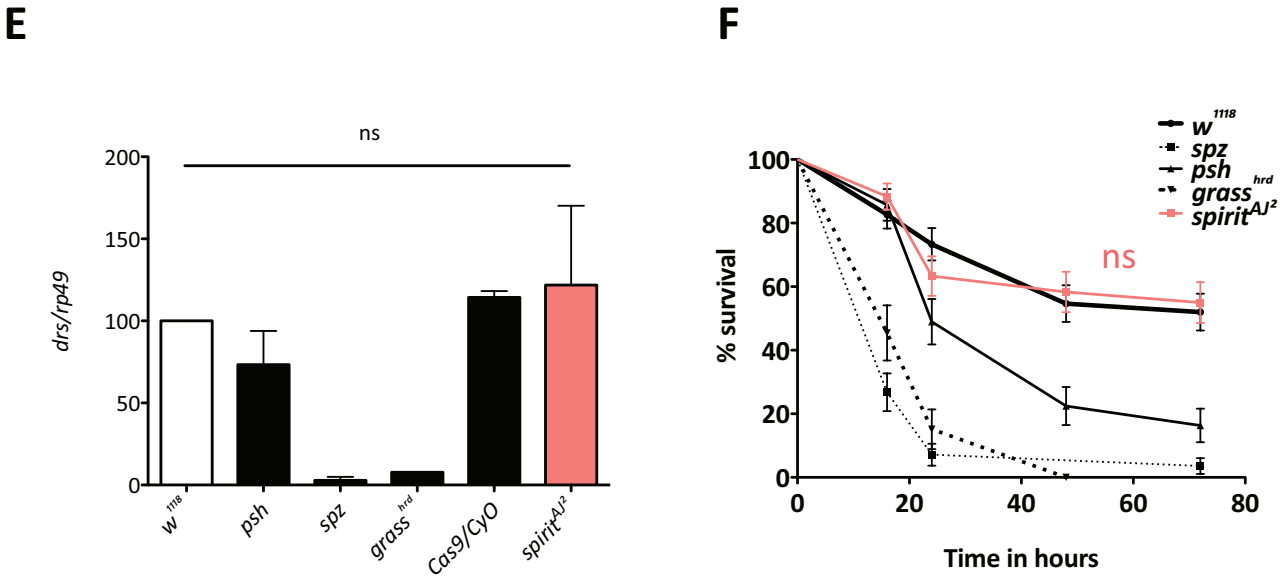 E
ns
drs/rp49
200
150
100
50
0
w1118
psh
spz
grasshrd
Cas9/CyO
spiritAJ2
F
w1118
spz
psh
grasshrd
spiritAJ2
ns
% survival
100
80
60
40
20
0
0 20 40 60 80
Time in hours